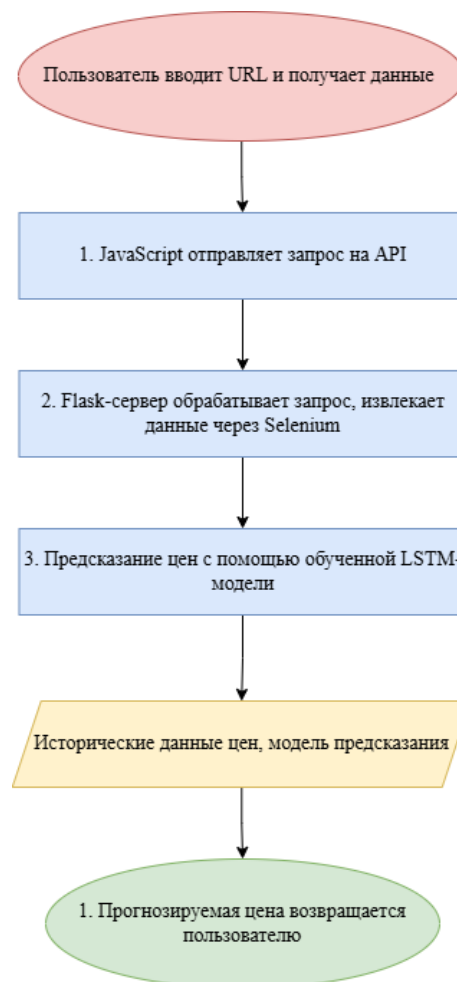 Пользователь вводит URL и получает данные
1. JavaScript отправляет запрос на API
2. Flask-сервер обрабатывает запрос, извлекает
данные через Selenium
3. Предсказание цен с помощью обученной LSTM-
модели
Исторические данные цен, модель предсказания
1. Прогнозируемая цена возвращается
пользователю